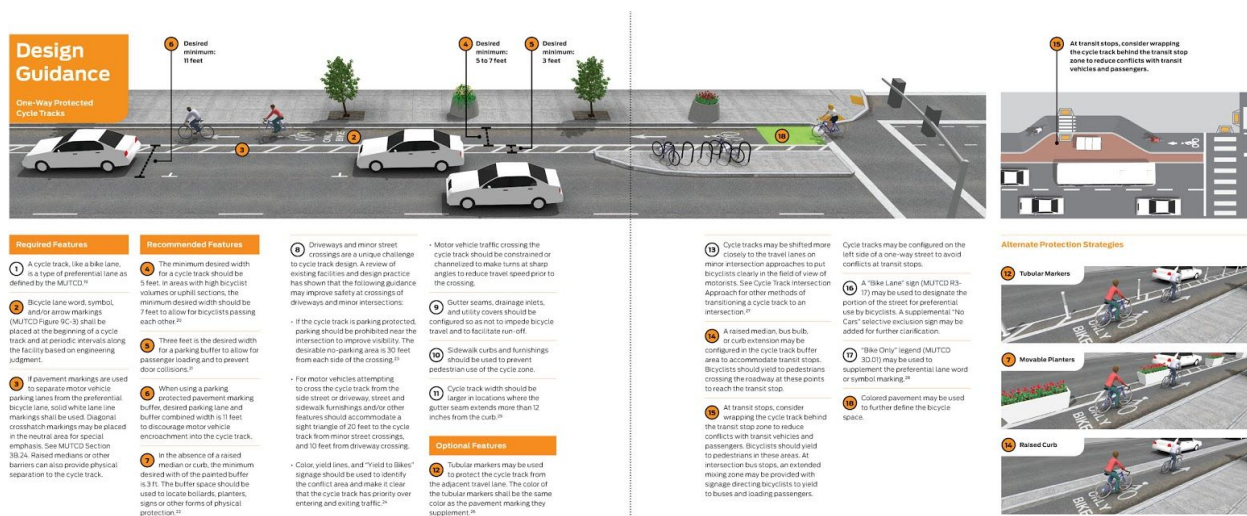 Design
Guidance
One-Way Protected
Cycle Tracks
6
Desired
minimum:
11 feet
4
Desired
minimum:
5 to 7 feet
5
Desired
minimum:
3 feet
2
3
18
15
At transit stops, consider wrapping
the cycle track behind the transit stop
zone to reduce conflicts with transit
vehicles and passengers.
Required Features
1 A cycle track, like a bike lane,
is a type of preferential lane as
defined by the MUTCD.
2 Bicycle lane word, symbol,
and/or arrow markings
(MUTCD Figure 9C-3) shall be
placed at the beginning of a cycle
track and at periodic intervals along
the facility based on engineering
judgment.
3 If pavement markings are used
to separate motor vehicle
parking lanes from the preferential
bicycle lane, solid white lane line
markings shall be used. Diagonal
crosshatch markings may be placed
in the neutral area for special
emphasis. See MUTCD Section
3B.24. Raised medians or other
barriers can also provide physical
separation to the cycle track.
Recommended Features
4 The minimum desired width
for a cycle track should be
5 feet. In areas with high bicyclist
volumes or uphill sections, the
minimum desired width should be
7 feet to allow for bicyclists passing
each other.
5 Three feet is the desired width
for a parking buffer to allow for
passenger loading and to prevent
door collisions.
6 When using a parking
protected pavement marking
buffer, desired parking lane and
buffer combined width is 11 feet
to discourage motor vehicle
encroachment into the cycle track.
7 In the absence of a raised
median or curb, the minimum
desired with of the painted buffer
is 3 ft. The buffer space should be
used to locate bollards, planters,
signs or other forms of physical
protection.
8 Driveways and minor street
crossings are a unique challenge
to cycle track design. A review of
existing facilities and design practice
has shown that the following guidance
may improve safety at crossings of
driveways and minor intersections:
• If the cycle track is parking protected,
parking should be prohibited near the
intersection to improve visibility. The
desirable no-parking area is 30 feet
from each side of the crossing.
• For motor vehicles attempting
to cross the cycle track from the
side street or driveway, street and
sidewalk furnishings and/or other
features should accommodate a
sight triangle of 20 feet to the cycle
track from minor street crossings,
and 10 feet from driveway crossing.
• Color, yield lines, and "Yield to Bikes"
signage should be used to identify
the conflict area and make it clear
that the cycle track has priority over
entering and exiting traffic.
• Motor vehicle traffic crossing the
cycle track should be constrained or
channelized to make turns at sharp
angles to reduce travel speed prior to
the crossing.
9 Gutter seams, drainage inlets,
and utility covers should be
configured so as not to impede bicycle
travel and to facilitate run-off.
10 Sidewalk curbs and furnishings
should be used to prevent
pedestrian use of the cycle zone.
11 Cycle track width should be
larger in locations where the
gutter seam extends more than 12
inches from the curb.
Optional Features
12 Tubular markers may be used
to protect the cycle track from
the adjacent travel lane. The color of
the tubular markers shall be the same
color as the pavement marking they
supplement.
13 Cycle tracks may be shifted more
closely to the travel lanes on
minor intersection approaches to put
bicyclists clearly in the field of view of
motorists. See Cycle Track Intersection
Approach for other methods of
transitioning a cycle track to an
intersection.
14 A raised median, bus bulb,
or curb extension may be
configured in the cycle track buffer
area to accommodate transit stops.
Bicyclists should yield to pedestrians
crossing the roadway at these points
to reach the transit stop.
15 At transit stops, consider
wrapping the cycle track behind
the transit stop zone to reduce
conflicts with transit vehicles and
passengers. Bicyclists should yield
to pedestrians in these areas. At
intersection bus stops, an extended
mixing zone may be provided with
signage directing bicyclists to yield
to buses and loading passengers.
Cycle tracks may be configured on the
left side of a one-way street to avoid
conflicts at transit stops.
16 A "Bike Lane" sign (MUTCD R3-
17) may be used to designate the
portion of the street for preferential
use by bicyclists. A supplemental "No
Cars" selective exclusion sign may be
added for further clarification.
17 "Bike Only" legend (MUTCD
3D.01) may be used to
supplement the preferential lane word
or symbol marking.
18 Colored pavement may be used
to further define the bicycle
space.
Alternate Protection Strategies
12 Tubular Markers
ONLY
BIKE
7 Movable Planters
ONLY
BIKE
14 Raised Curb
ONLY
BIKE